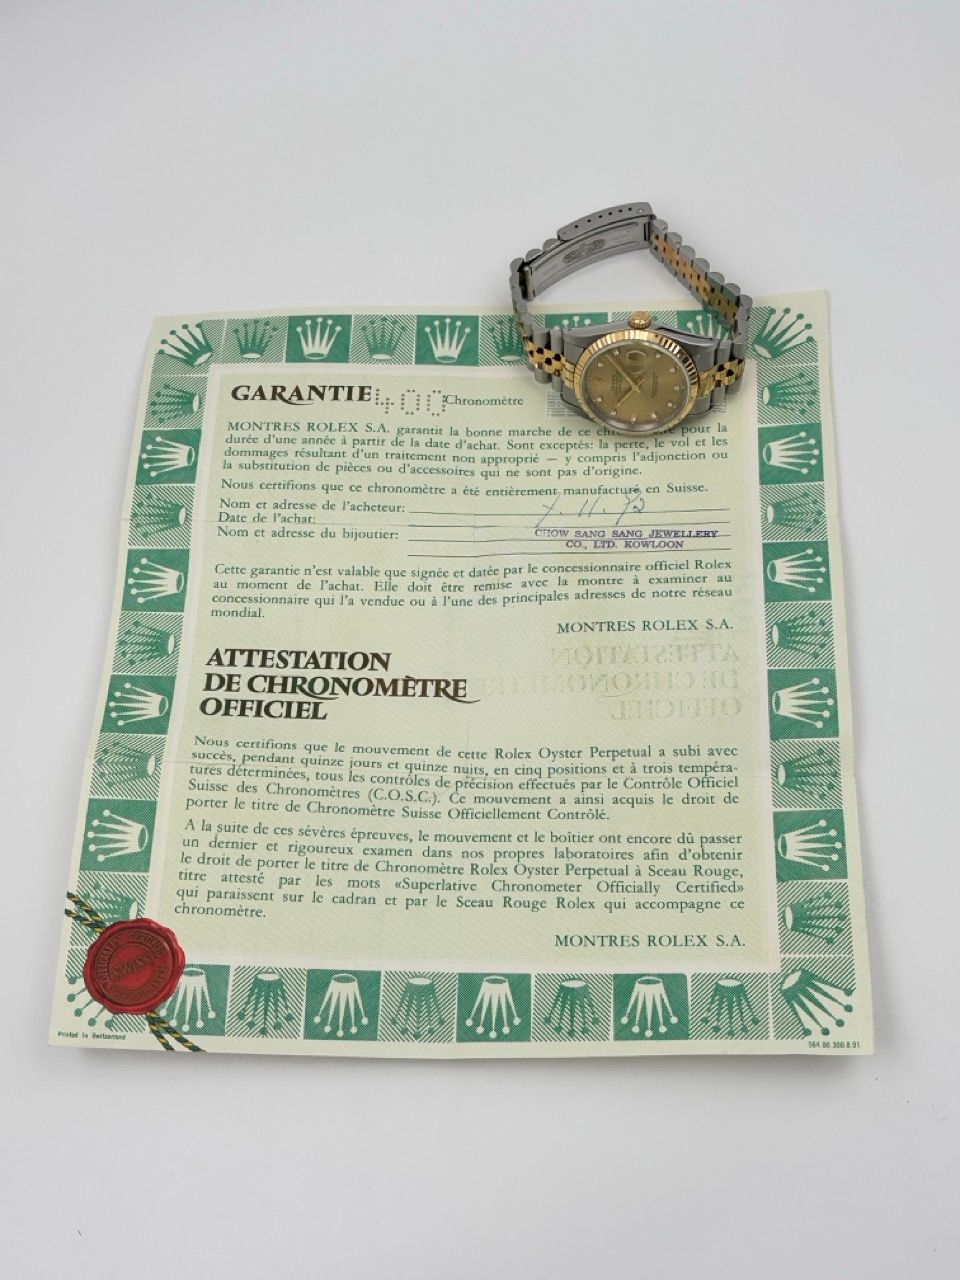 GARANTIE 400 Chronomètre
MONTRES ROLEX S.A. garantit la bonne marche de ce pour la
durée d'une année à partir de la date d'achat. Sont exceptés: la perte, le vol et les
dommages résultant d'un traitement non approprié — y compris l'adjonction ou
la substitution de pièces ou d'accessoires qui ne sont pas d'origine.
Nous certifions que ce chronomètre a été entièrement manufacturé en Suisse.
Nom et adresse de l'acheteur:
Date de l'achat: 7. 11. 92
Nom et adresse du bijoutier: CHOW SANG SANG JEWELLERY
CO., LTD. KOWLOON
Cette garantie n'est valable que signée et datée par le concessionnaire officiel Rolex
au moment de l'achat. Elle doit être remise avec la montre à examiner au
concessionnaire qui l'a vendue ou à l'une des principales adresses de notre réseau
mondial.
MONTRES ROLEX S.A.
ATTESTATION
DE CHRONOMÈTRE
OFFICIEL
Nous certifions que le mouvement de cette Rolex Oyster Perpetual a subi avec
succès, pendant quinze jours et quinze nuits, en cinq positions et à trois tempéra-
tures déterminées, tous les contrôles de précision effectués par le Contrôle Officiel
Suisse des Chronomètres (C.O.S.C.). Ce mouvement a ainsi acquis le droit de
porter le titre de Chronomètre Suisse Officiellement Contrôlé.
A la suite de ces sévères épreuves, le mouvement et le boîtier ont encore dû passer
un dernier et rigoureux examen dans nos propres laboratoires afin d'obtenir
le droit de porter le titre de Chronomètre Rolex Oyster Perpetual à Sceau Rouge,
titre attesté par les mots «Superlative Chronometer Officially Certified»
qui paraissent sur le cadran et par le Sceau Rouge Rolex qui accompagne ce
chronomètre.
MONTRES ROLEX S.A.
SWISS
Printed in Switzerland
564.00.300.8.91